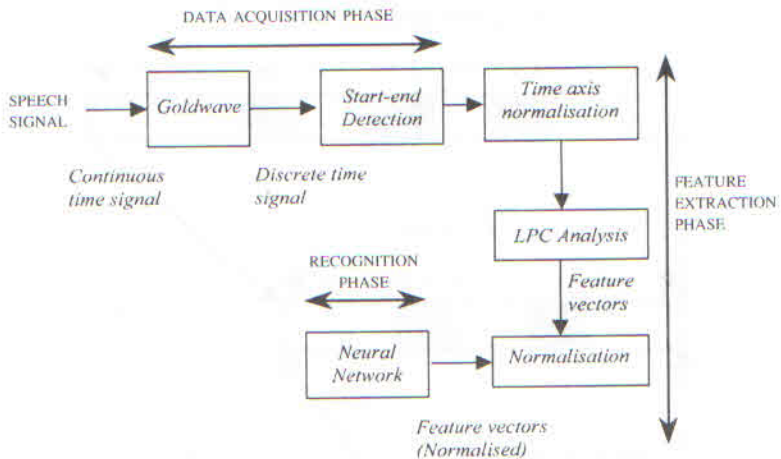 DATA ACQUISITION PHASE
SPEECH
SIGNAL
Goldwave
Start-end
Detection
Time axis
normalisation
Continuous
time signal
Discrete time
signal
FEATURE
EXTRACTION
PHASE
LPC Analysis
RECOGNITION
PHASE
Feature
vectors
Neural
Network
Normalisation
Feature vectors
(Normalised)